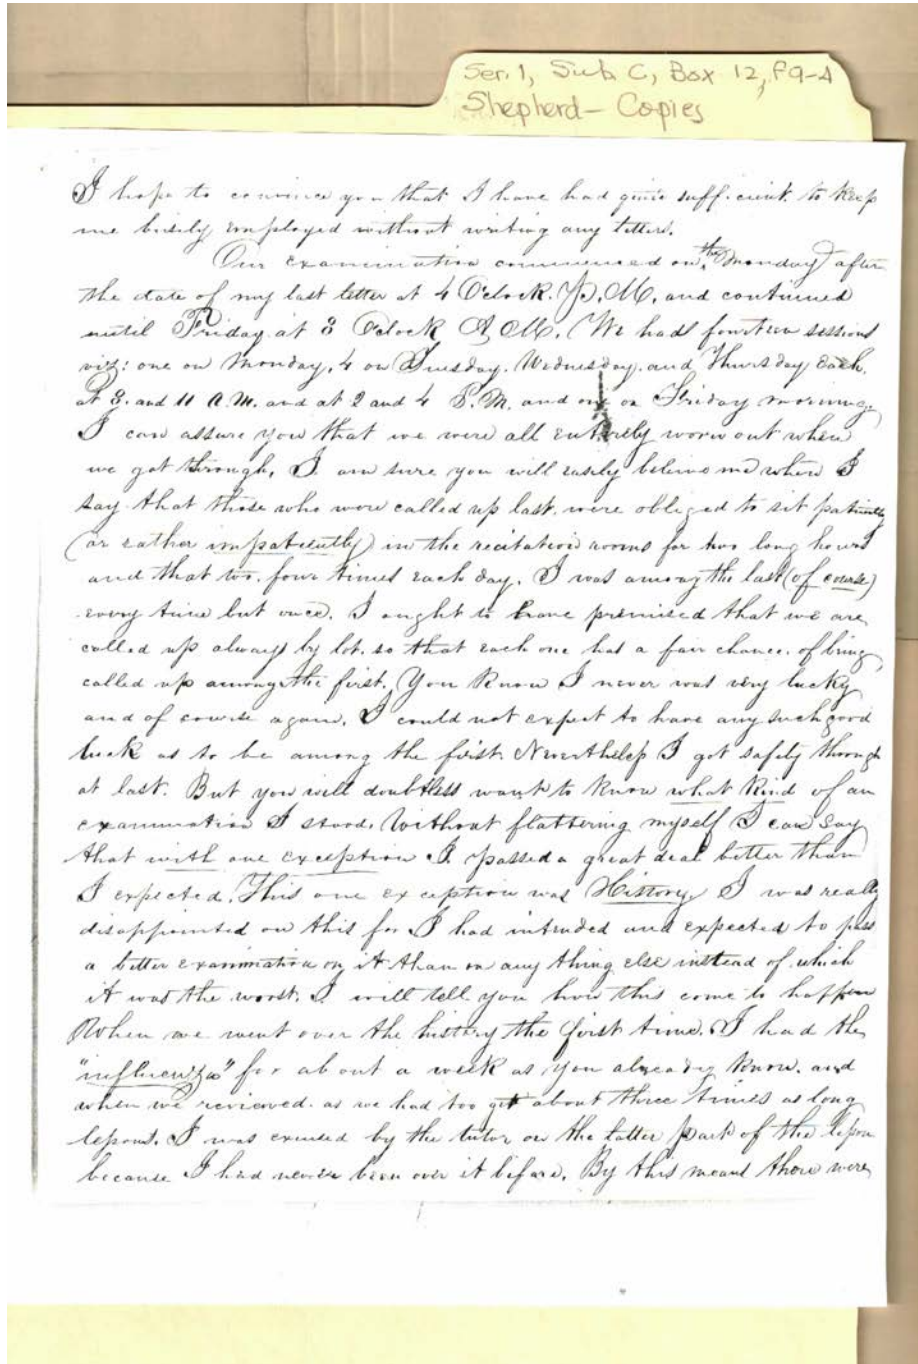 Ser. 1, Sub. C, Box 12, F9-A
Shepherd - Copies
I hope to convince you that I have had quite sufficient to keep
me busily employed without writing any letters.
Our examination commenced on the Monday after
the date of my last letter at 4 O'clock P.M. and continued
until Friday at 8 O'clock A.M. We had fourteen sessions
viz: one on Monday, 4 on Tuesday, Wednesday, and Thursday each,
at 8 and 11 A.M. and at 2 and 4 P.M. and one on Friday morning.
I can assure you that we were all entirely worn out when
we got through. I am sure you will easily believe me when I
say that those who were called up last were obliged to sit patiently
(or rather impatiently) in the recitation rooms for two long hours
and that too four times each day. I was among the last (of course)
every time but once. I ought to have premised that we are
called up always by lot, so that each one has a fair chance of being
called up among the first. You know I never was very lucky
and of course again, I could not expect to have any such good
luck as to be among the first. Nevertheless I got safely through
at last. But you will doubtless want to know what kind of an
examination I stood. Without flattering myself I can say
that with one exception I passed a great deal better than
I expected. This one exception was History. I was really
disappointed on this for I had intended and expected to pass
a better examination on it than on any thing else instead of which
it was the worst. I will tell you how this come to happen
When we went over the history the first time, I had the
"influenza" for about a week as you already know, and
when we reviewed as we had too get about three times as long
lessons, I was excused by the tutor on the latter part of the lesson
because I had never been over it before. By this means there were